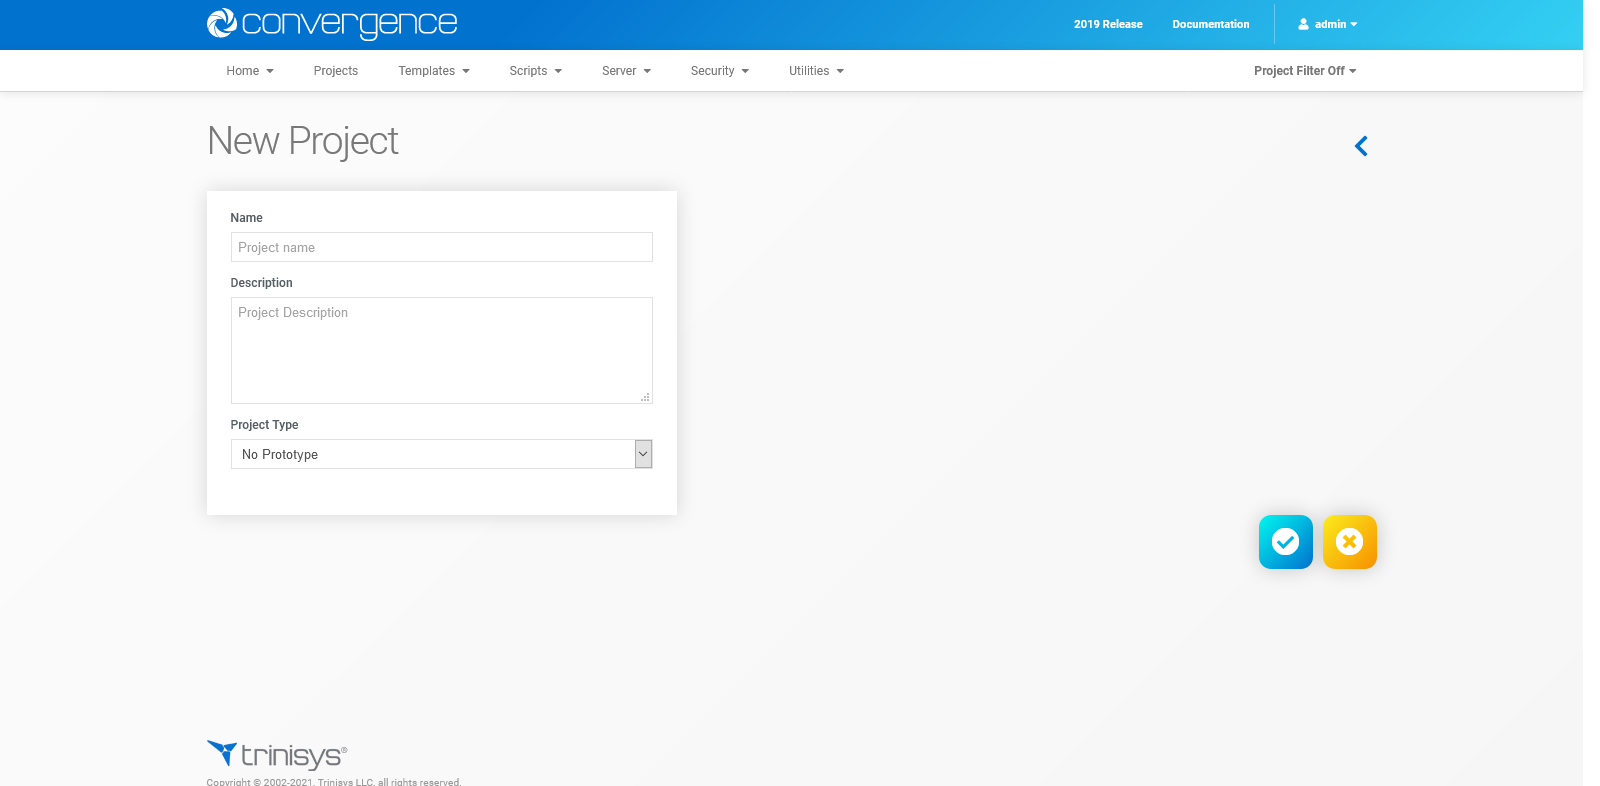 convergence
2019 Release Documentation admin
Home Projects Templates Scripts Server Security Utilities Project Filter Off
New Project
Name
Project name
Description
Project Description
Project Type
No Prototype
trinisys®
Copyright © 2002-2021, Trinisys LLC, all rights reserved.